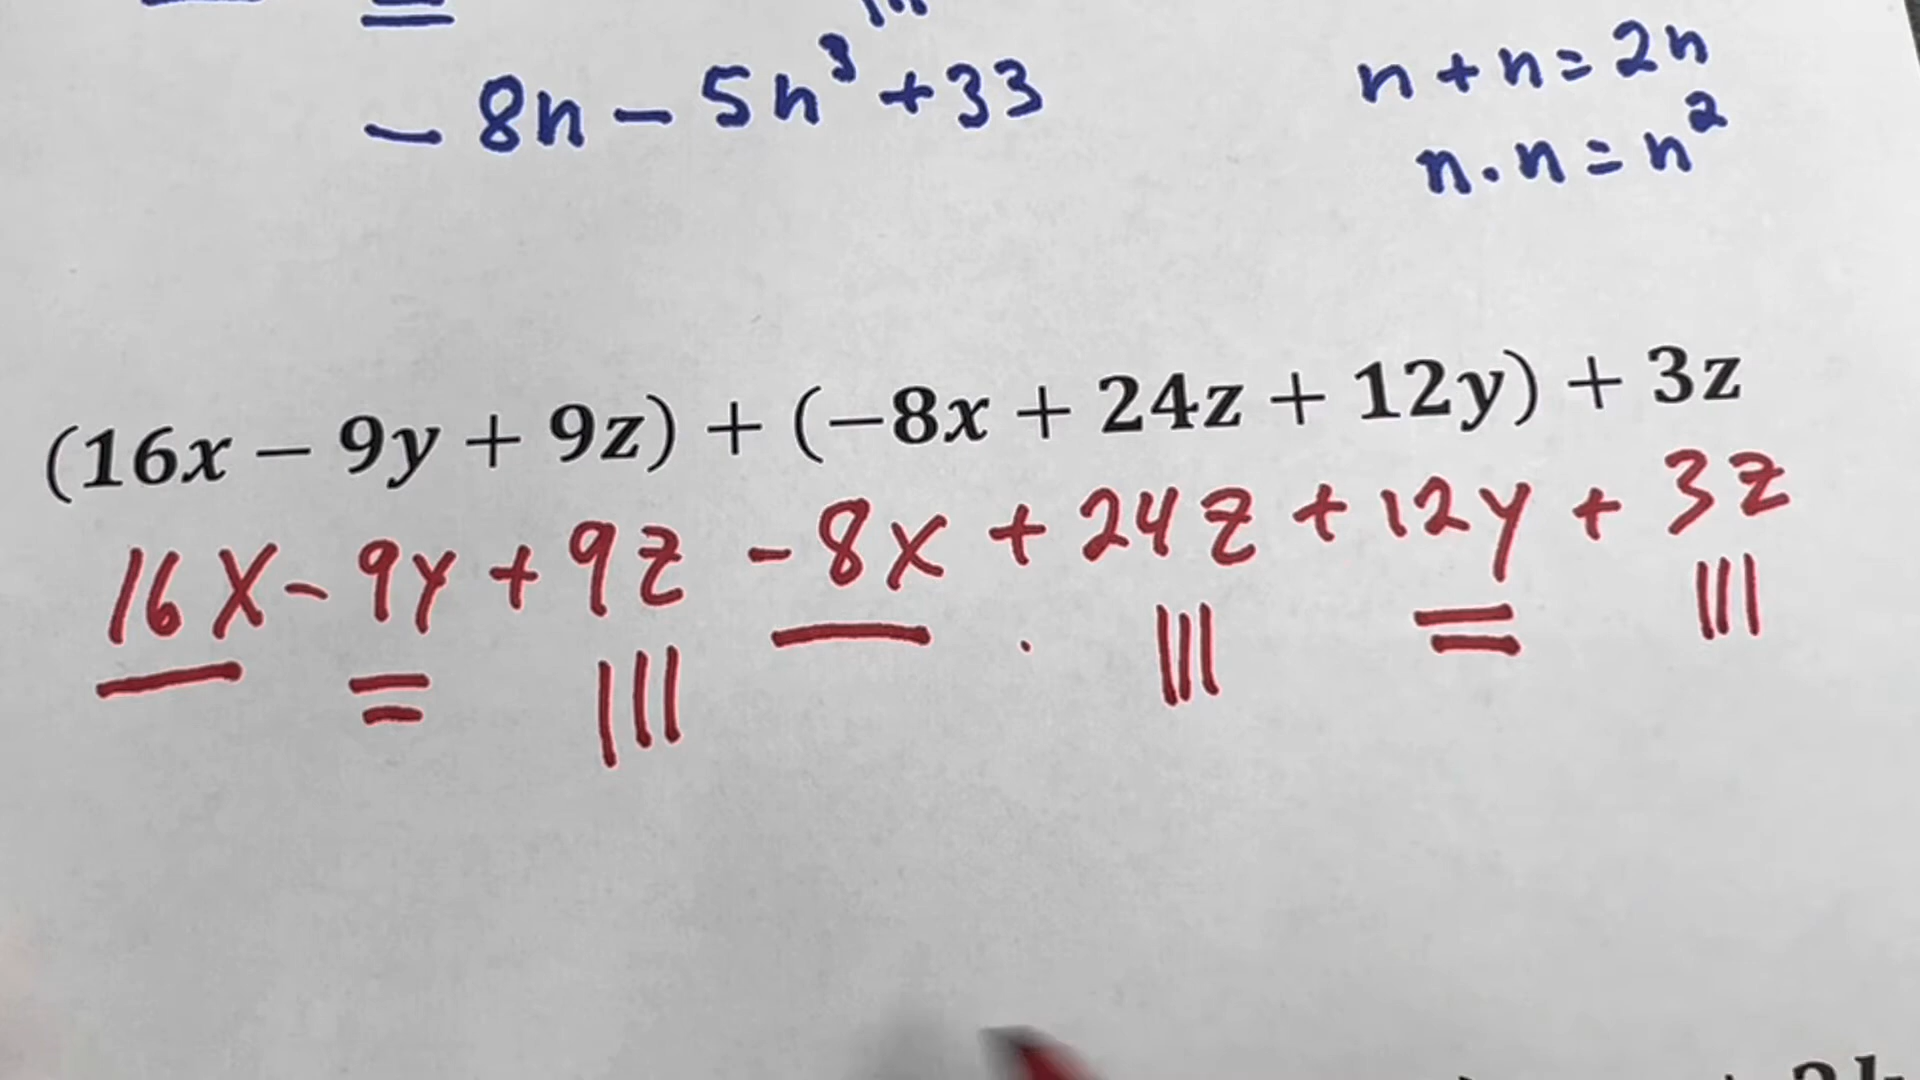 - 8n - 5n³ + 33
n + n = 2n
n · n = n²
(16x − 9y + 9z) + (−8x + 24z + 12y) + 3z
16x - 9y + 9z - 8x + 24z + 12y + 3z